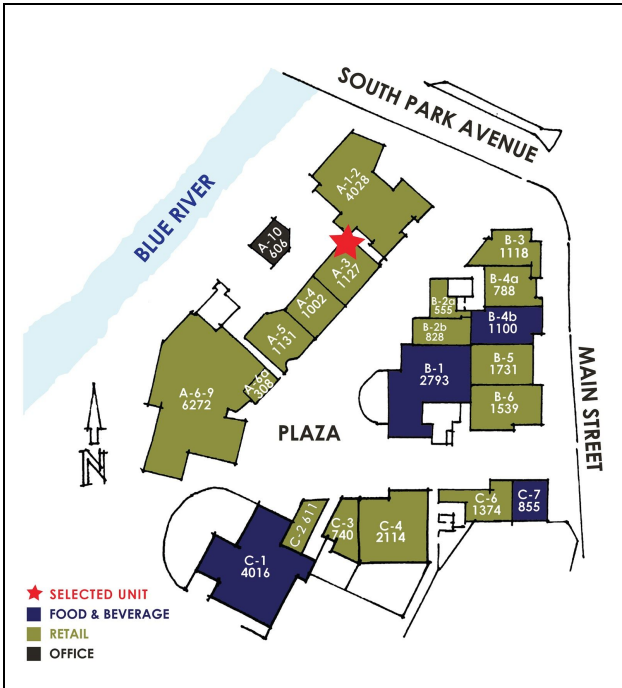 SOUTH PARK AVENUE
BLUE RIVER
A-1-2
4028
A-10
606
A-3
1127
A-4
1002
A-5
1131
A-6a
308
A-6-9
6272
B-3
1118
B-4a
788
B-2a
555
B-4b
1100
B-2b
828
B-1
2793
B-5
1731
B-6
1539
MAIN STREET
PLAZA
N
C-2 611
C-3
740
C-4
2114
C-6
1374
C-7
855
C-1
4016
SELECTED UNIT
FOOD & BEVERAGE
RETAIL
OFFICE